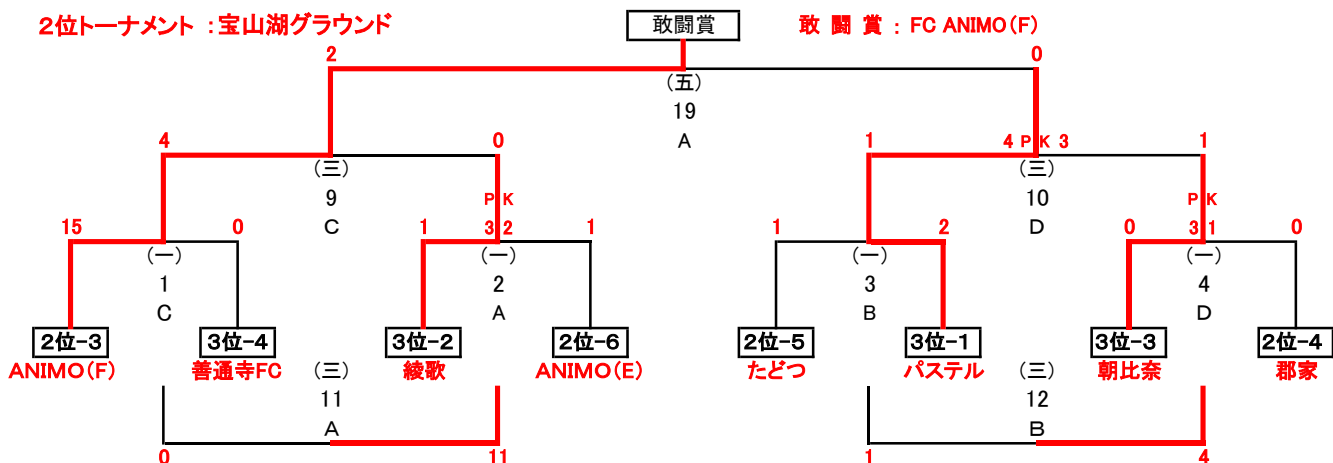 2位トーナメント：宝山湖グラウンド
敢闘賞
敢 闘 賞 ： FC ANIMO(F)
2 0
(五)
19
A
4 0 1 4 PK 3 1
(三) (三)
9 10
C D
PK PK
15 0 1 3 2 1 1 2 0 3 1 0
(一) (一) (一) (一)
1 2 3 4
C A B D
2位-3 3位-4 3位-2 2位-6 2位-5 3位-1 3位-3 2位-4
ANIMO(F) 善通寺FC 綾歌 ANIMO(E) たどつ パステル 朝比奈 郡家
(三) (三)
11 12
A B
0 11 1 4